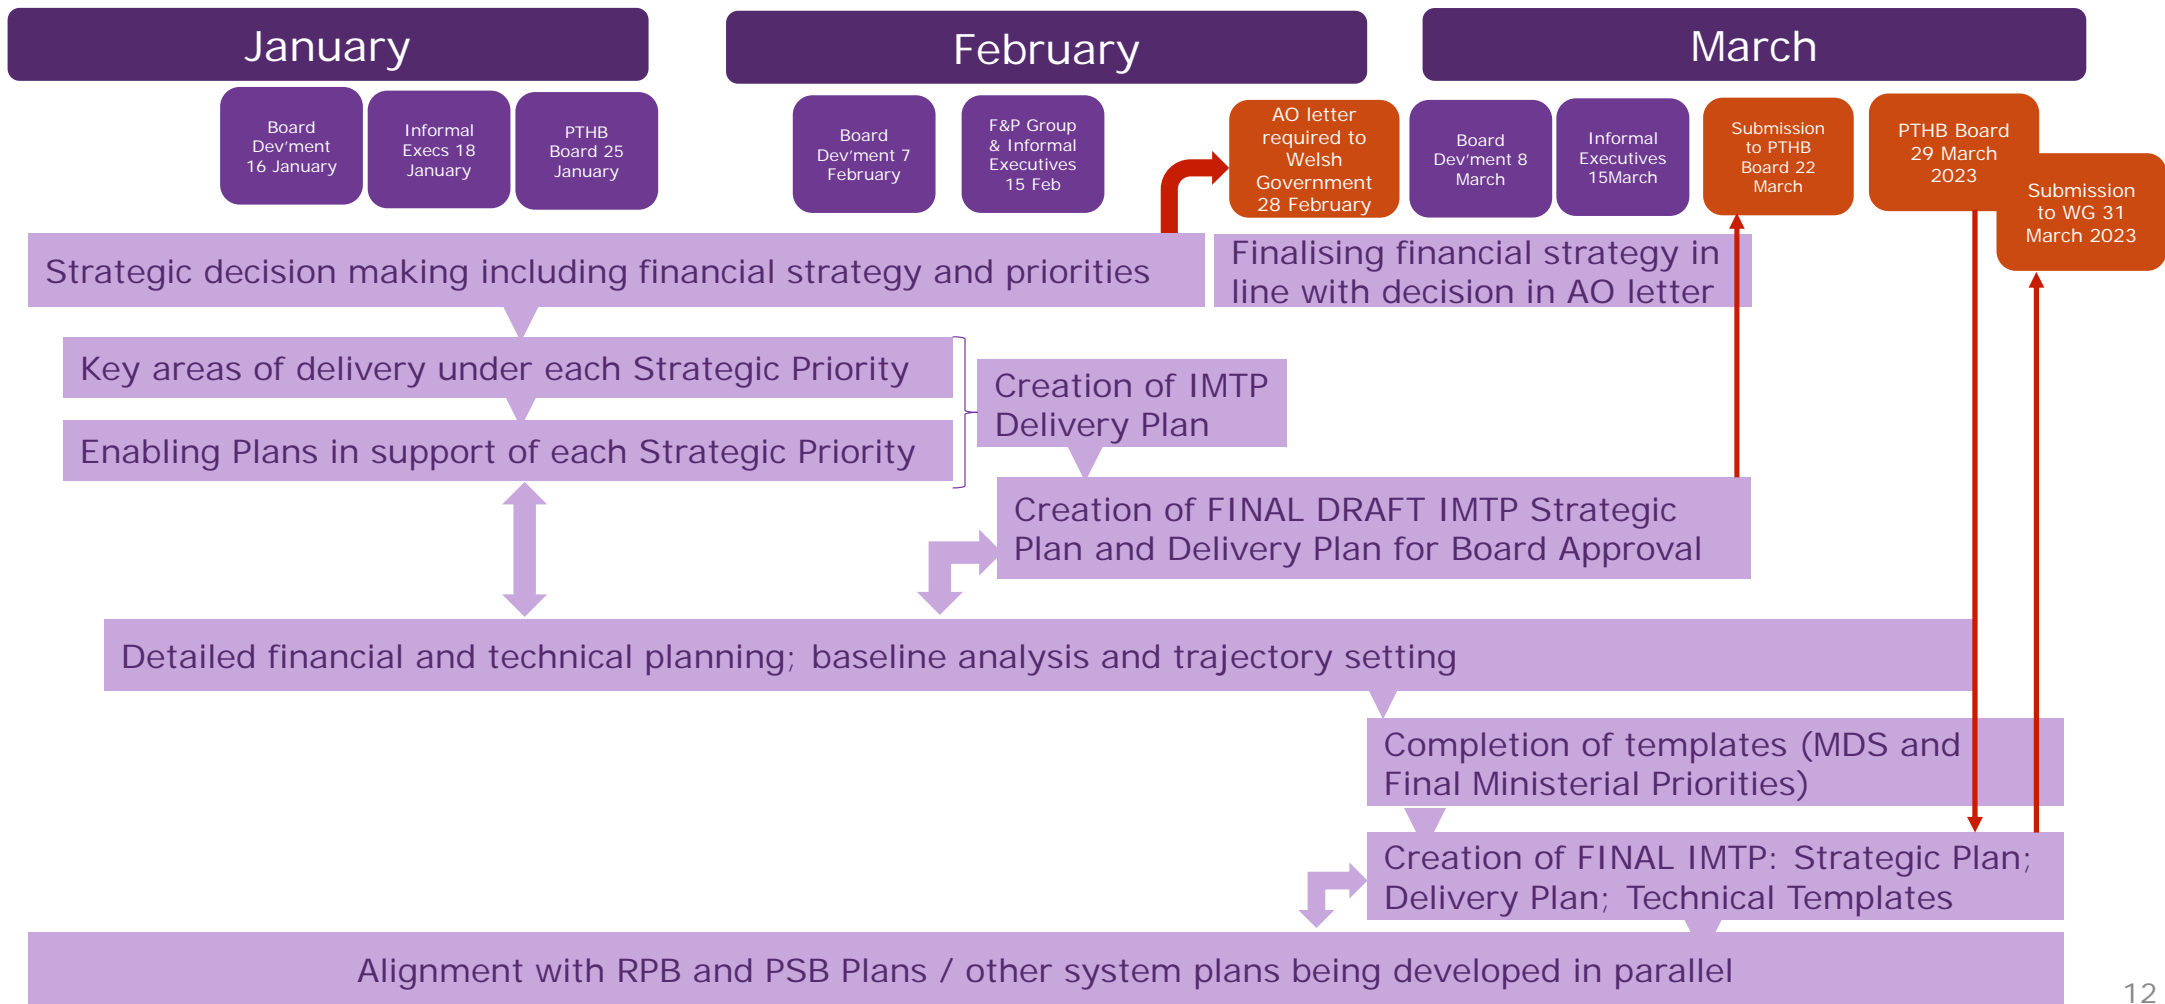 January
February
March
Board
Dev'ment
16 January
Informal
Execs 18
January
PTHB
Board 25
January
Board
Dev'ment 7
February
F&P Group
& Informal
Executives
15 Feb
AO letter
required to
Welsh
Government
28 February
Board
Dev'ment 8
March
Informal
Executives
15March
Submission
to PTHB
Board 22
March
PTHB Board
29 March
2023
Submission
to WG 31
March 2023
Strategic decision making including financial strategy and priorities
Finalising financial strategy in
line with decision in AO letter
Key areas of delivery under each Strategic Priority
Enabling Plans in support of each Strategic Priority
Creation of IMTP
Delivery Plan
Creation of FINAL DRAFT IMTP Strategic
Plan and Delivery Plan for Board Approval
Detailed financial and technical planning; baseline analysis and trajectory setting
Completion of templates (MDS and
Final Ministerial Priorities)
Creation of FINAL IMTP: Strategic Plan;
Delivery Plan; Technical Templates
Alignment with RPB and PSB Plans / other system plans being developed in parallel
12